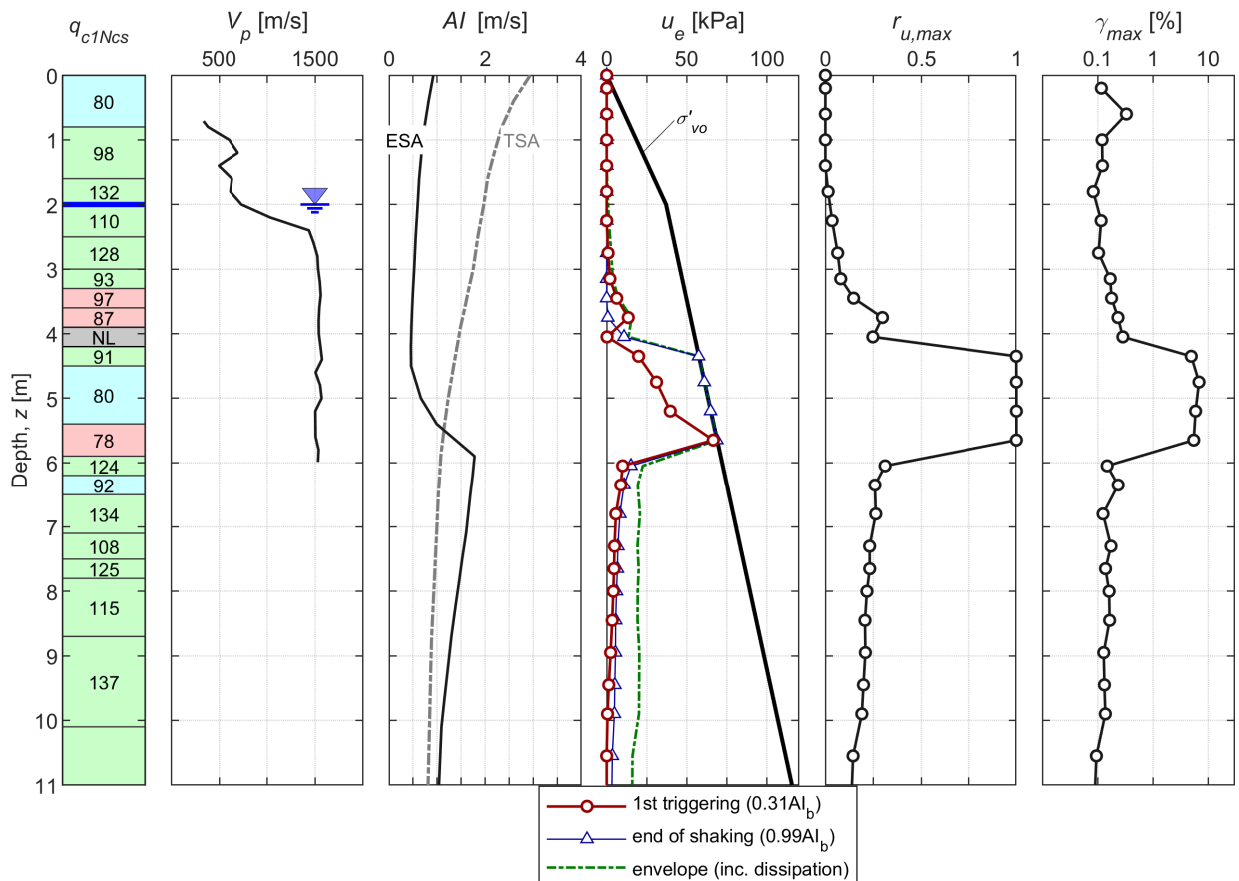 q_c1Ncs
V_p [m/s]
AI [m/s]
u_e [kPa]
r_u,max
γ_max [%]
500 1500
0 2 4
0 50 100
0 0.5 1
0.1 1 10
Depth, z [m]
0
1
2
3
4
5
6
7
8
9
10
11
80
98
132
110
128
93
97
87
NL
91
80
78
124
92
134
108
125
115
137
ESA
TSA
σ'_vo
1st triggering (0.31AI_b)
end of shaking (0.99AI_b)
envelope (inc. dissipation)